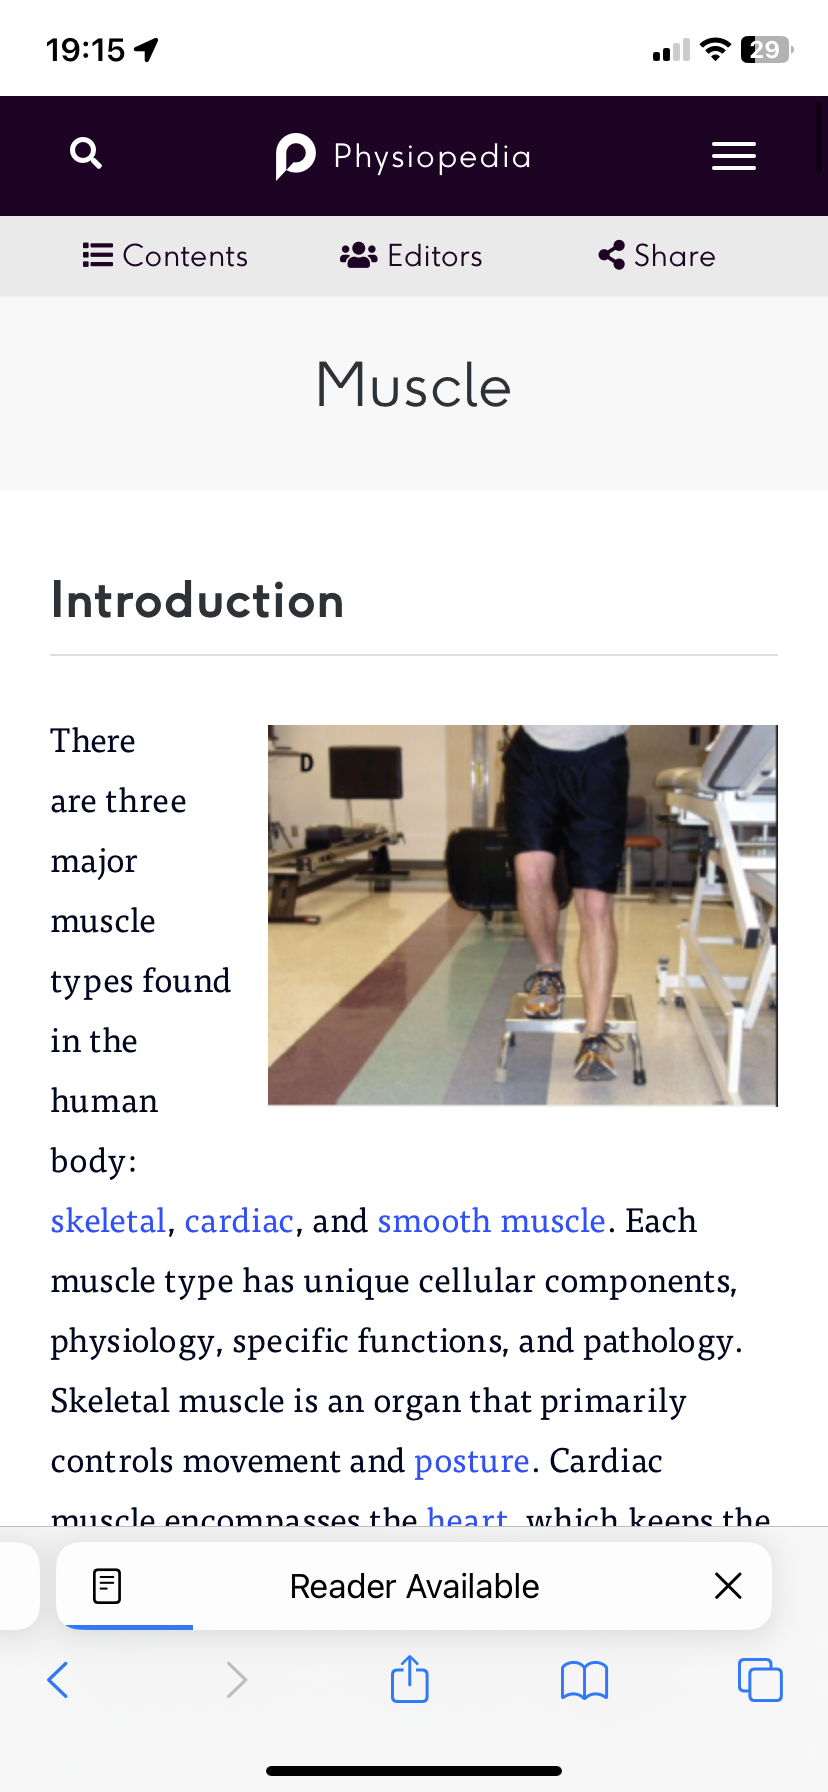 19:15
29
Physiopedia
Contents Editors Share
Muscle
Introduction
There
are three
major
muscle
types found
in the
human
body:
D
skeletal, cardiac, and smooth muscle. Each
muscle type has unique cellular components,
physiology, specific functions, and pathology.
Skeletal muscle is an organ that primarily
controls movement and posture. Cardiac
muscle encompasses the heart, which keeps the
Reader Available